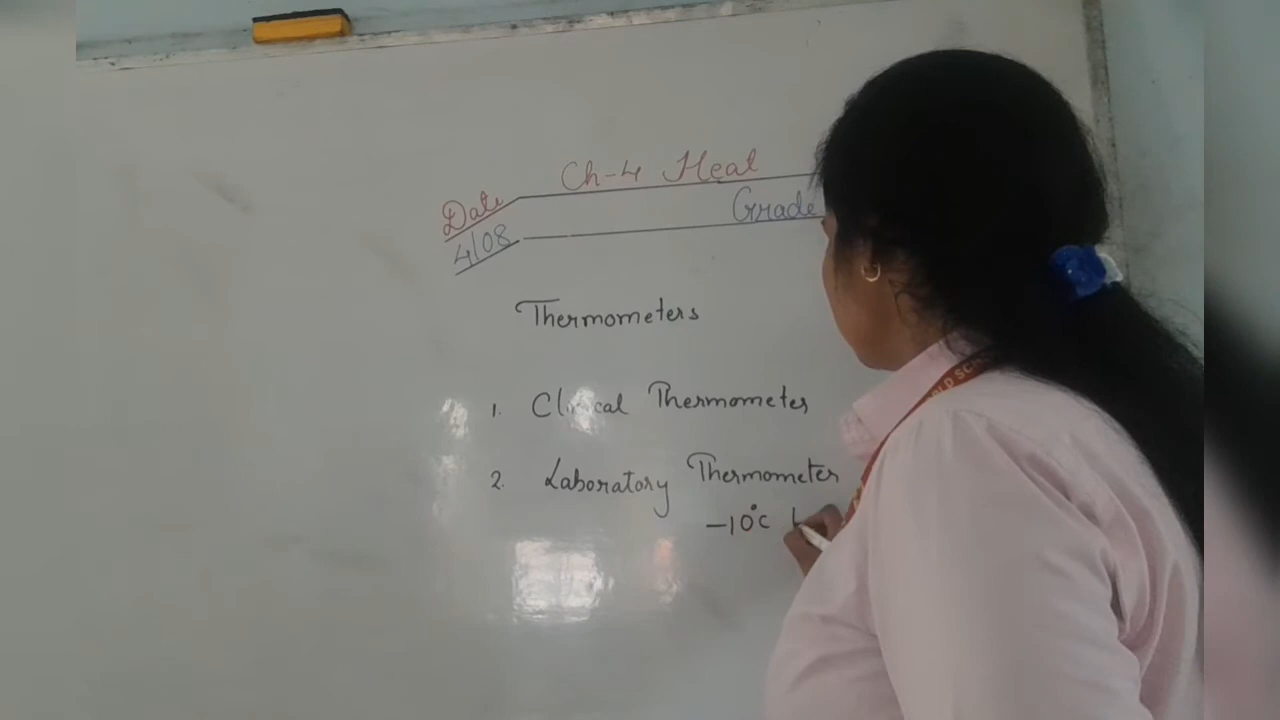 Ch-4 Heat
Date
Grade
4/08
Thermometers
1. Clinical Thermometer
2. Laboratory Thermometer
-10°C